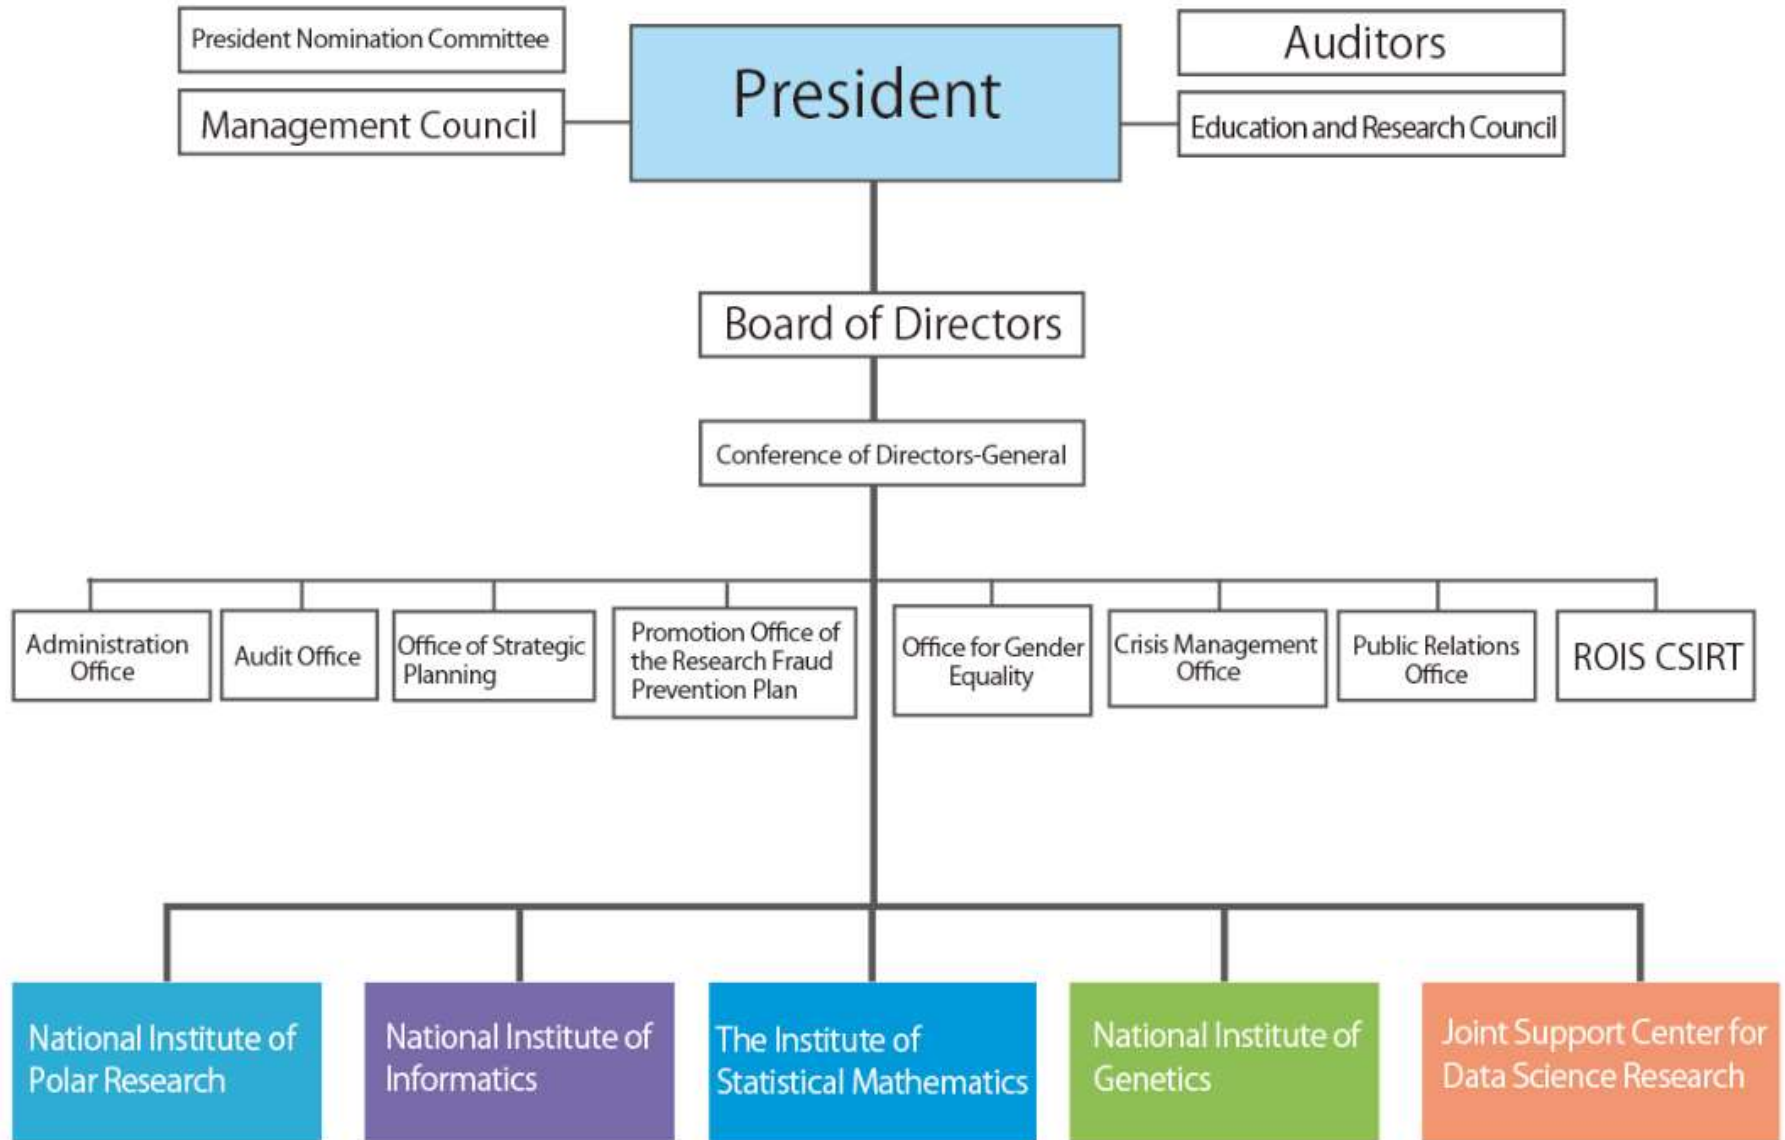 President Nomination Committee
Management Council
President
Auditors
Education and Research Council
Board of Directors
Conference of Directors-General
Administration
Office
Audit Office
Office of Strategic
Planning
Promotion Office of
the Research Fraud
Prevention Plan
Office for Gender
Equality
Crisis Management
Office
Public Relations
Office
ROIS CSIRT
National Institute of
Polar Research
National Institute of
Informatics
The Institute of
Statistical Mathematics
National Institute of
Genetics
Joint Support Center for
Data Science Research